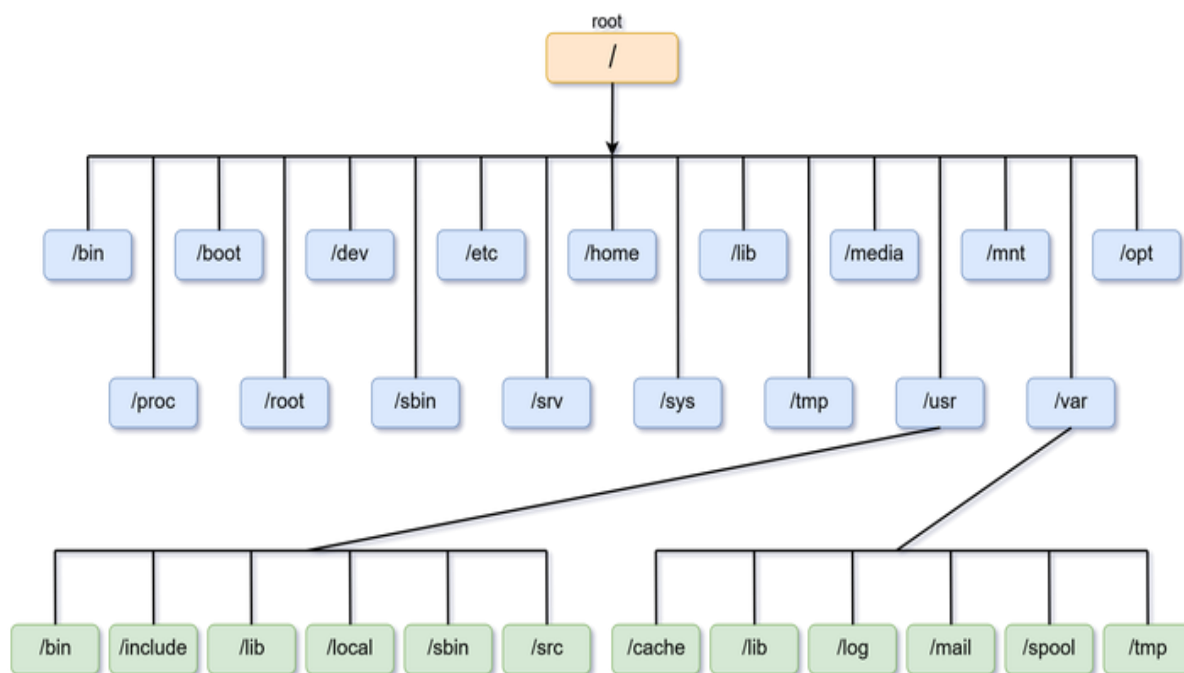 root
/
/bin /boot /dev /etc /home /lib /media /mnt /opt
/proc /root /sbin /srv /sys /tmp /usr /var
/bin /include /lib /local /sbin /src /cache /lib /log /mail /spool /tmp